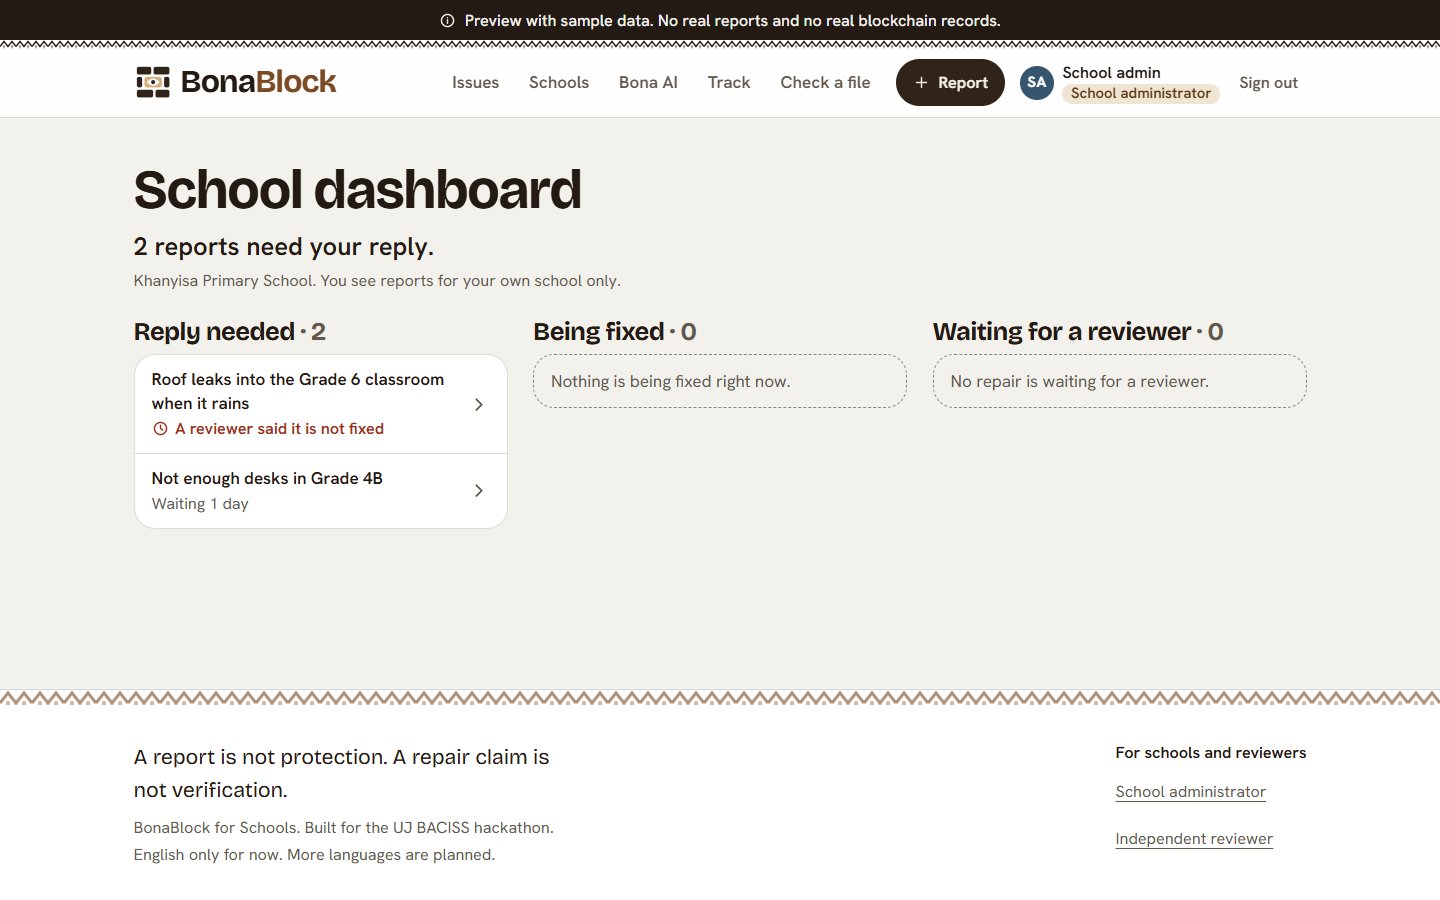 Preview with sample data. No real reports and no real blockchain records.
BonaBlock
Issues
Schools
Bona AI
Track
Check a file
+ Report
SA
School admin
School administrator
Sign out
School dashboard
2 reports need your reply.
Khanyisa Primary School. You see reports for your own school only.
Reply needed · 2
Roof leaks into the Grade 6 classroom
when it rains
A reviewer said it is not fixed
Not enough desks in Grade 4B
Waiting 1 day
Being fixed · 0
Nothing is being fixed right now.
Waiting for a reviewer · 0
No repair is waiting for a reviewer.
A report is not protection. A repair claim is
not verification.
BonaBlock for Schools. Built for the UJ BACISS hackathon.
English only for now. More languages are planned.
For schools and reviewers
School administrator
Independent reviewer